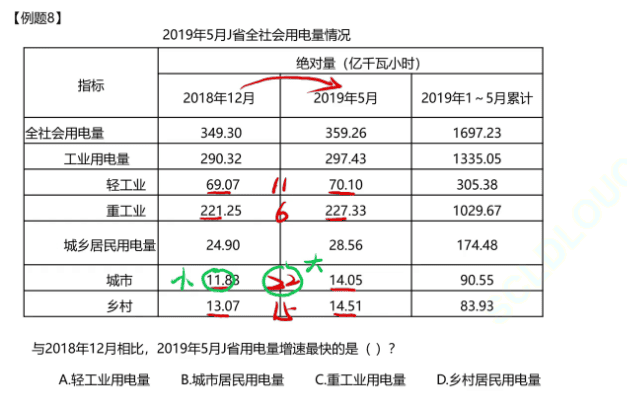 【例题8】
2019年5月J省全社会用电量情况
指标 绝对量（亿千瓦小时）
2018年12月 2019年5月 2019年1～5月累计
全社会用电量 349.30 359.26 1697.23
工业用电量 290.32 297.43 1335.05
轻工业 69.07 11 70.10 305.38
重工业 221.25 6 227.33 1029.67
城乡居民用电量 24.90 28.56 174.48
城市 小 11.83 >2 大 14.05 90.55
乡村 13.07 14.51 83.93
与2018年12月相比，2019年5月J省用电量增速最快的是（ ）？
A.轻工业用电量 B.城市居民用电量 C.重工业用电量 D.乡村居民用电量